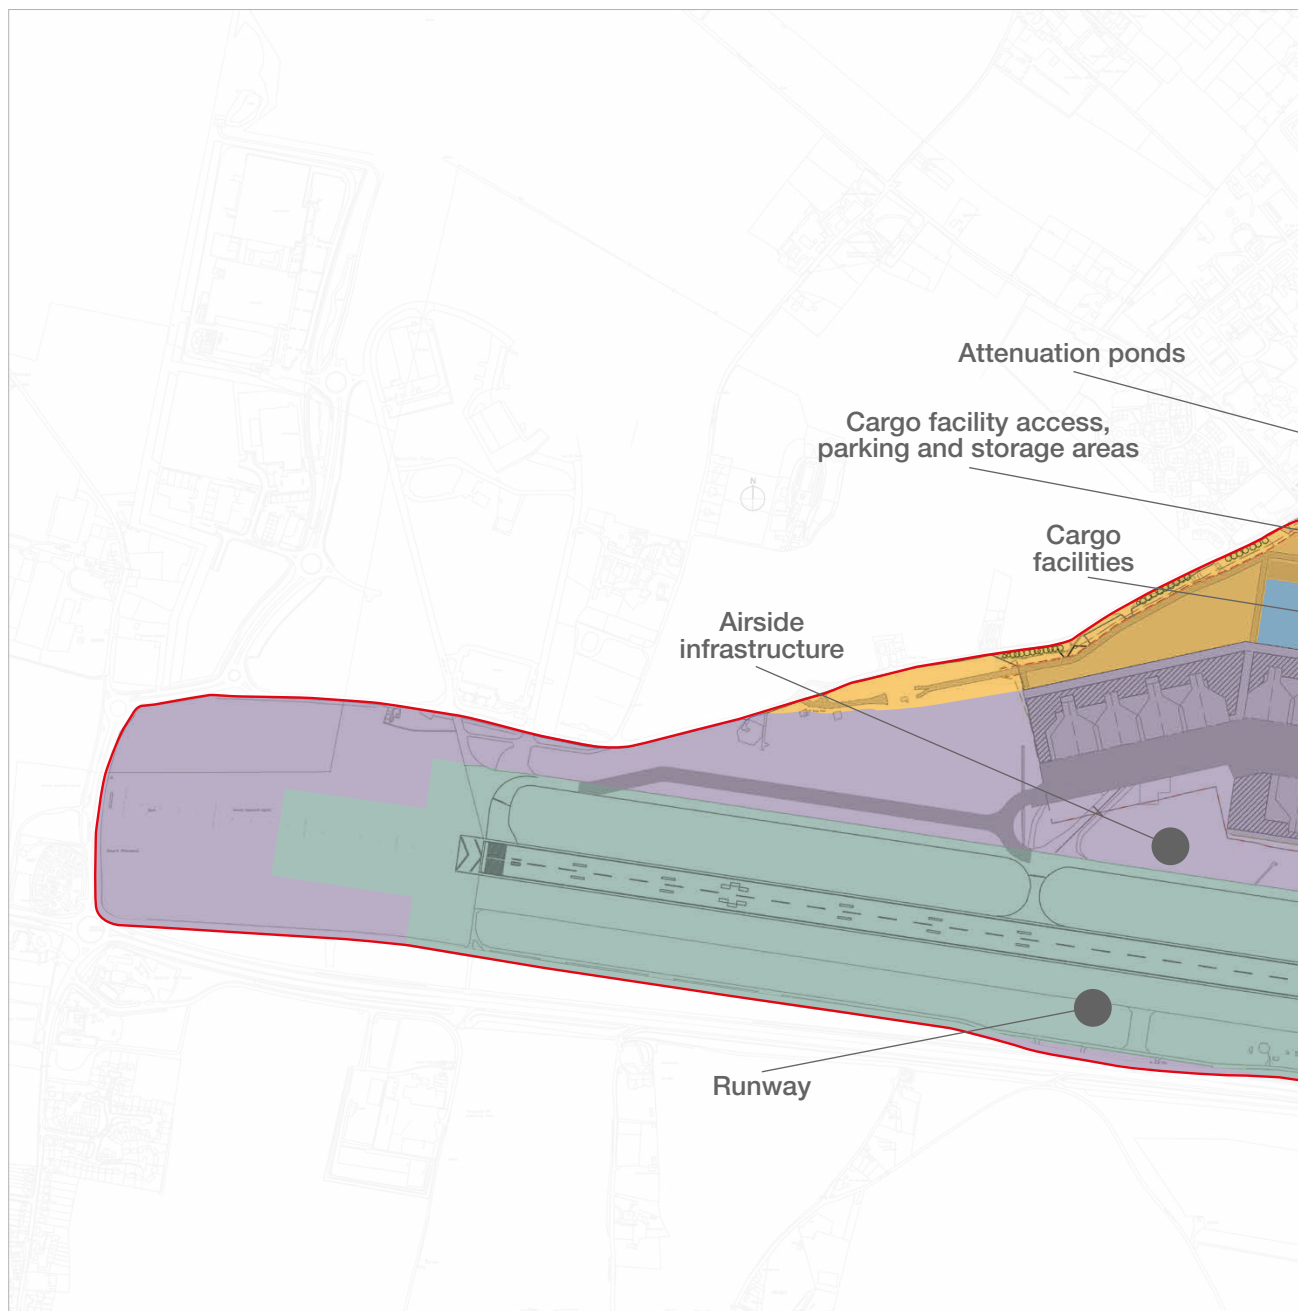 Attenuation ponds
Cargo facility access,
parking and storage areas
N
Cargo
facilities
Airside
infrastructure
Runway